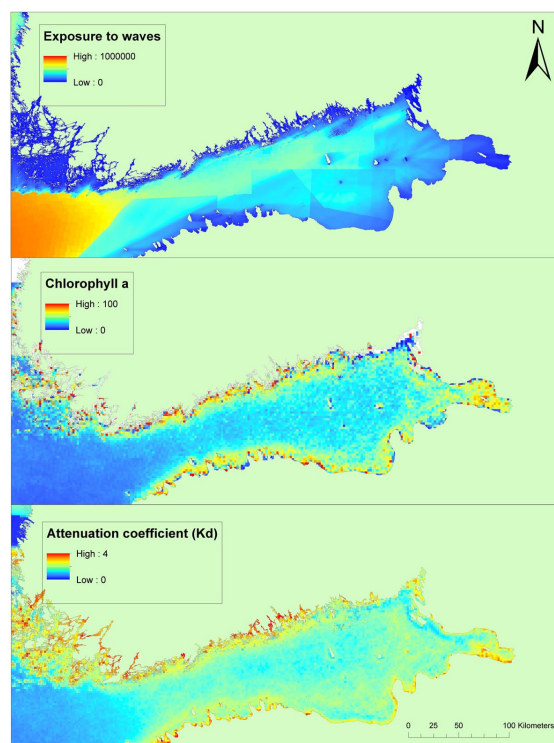 Exposure to waves
High : 1000000
Low : 0
N
Chlorophyll a
High : 100
Low : 0
Attenuation coefficient (Kd)
High : 4
Low : 0
0 25 50 100 Kilometers